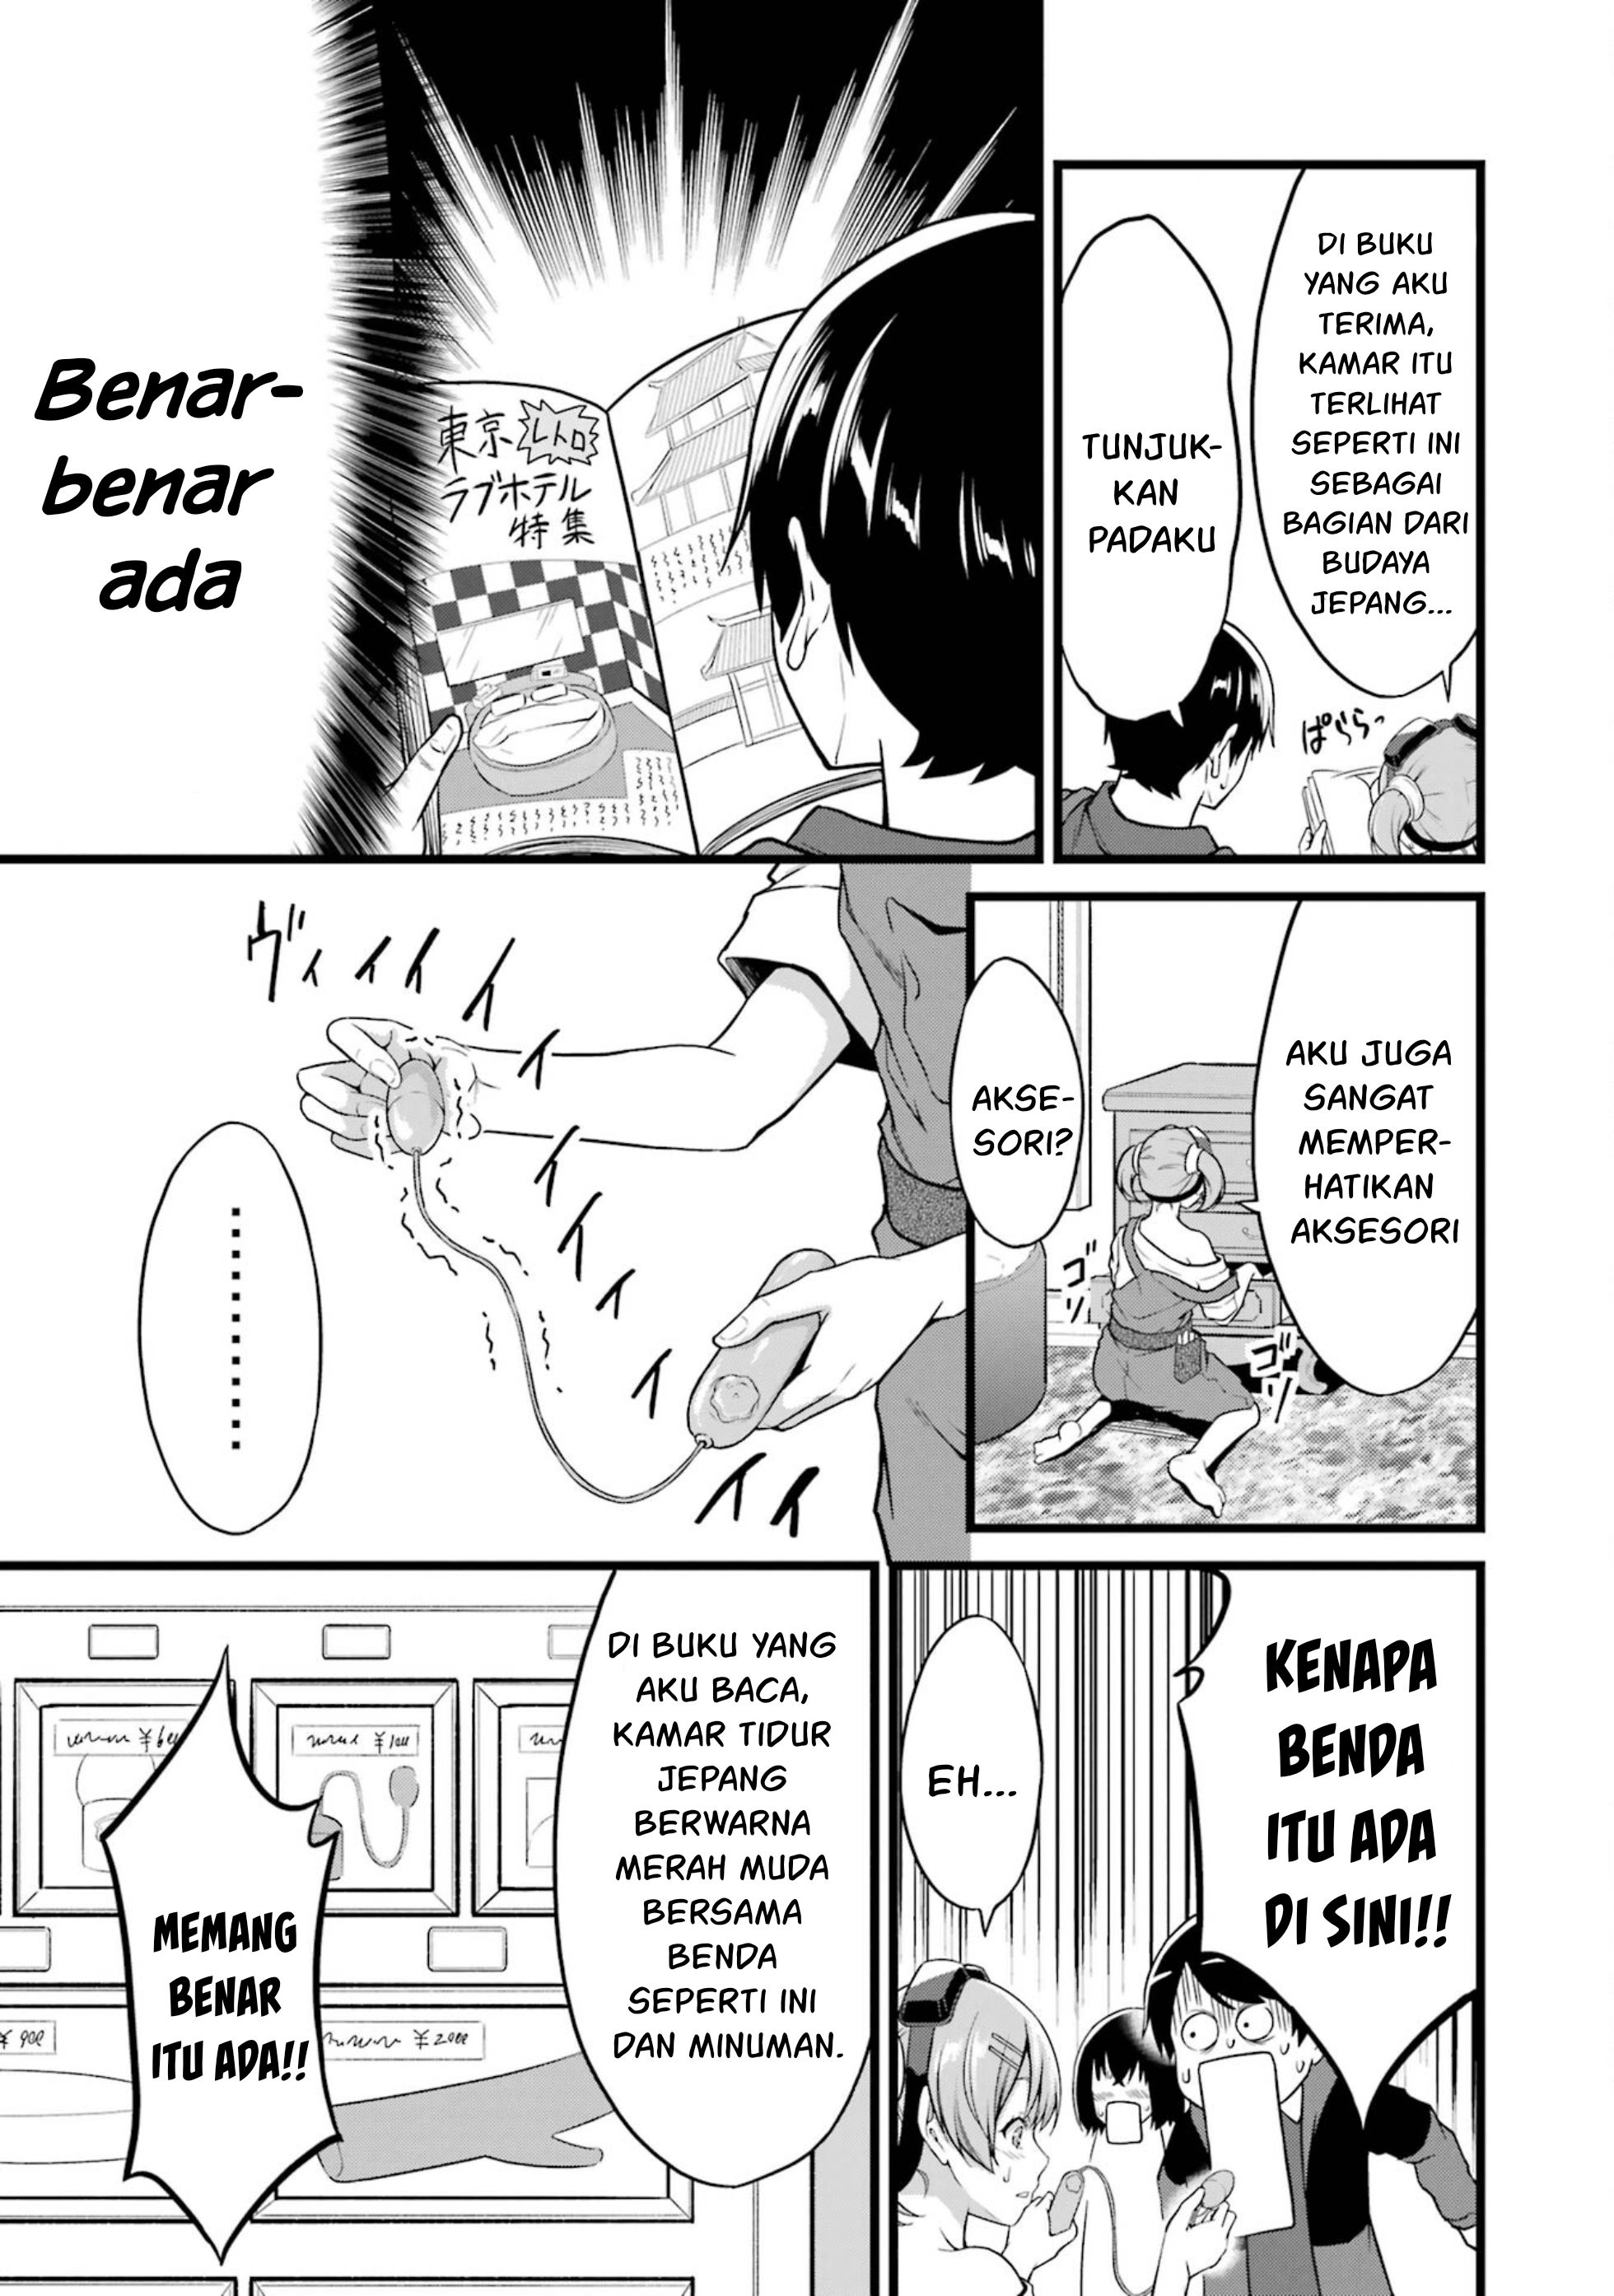 DI BUKU
YANG AKU
TERIMA,
KAMAR ITU
TERLIHAT
SEPERTI INI
SEBAGAI
BAGIAN DARI
BUDAYA
JEPANG...
TUNJUK-
KAN
PADAKU
ぱららっ
Benar-
benar
ada
東京レトロ
ラブホテル
特集
AKU JUGA
SANGAT
MEMPER-
HATIKAN
AKSESORI
AKSE-
SORI?
ゴソ
ゴソ
ヴィイイイイイイイイイ
............
KENAPA
BENDA
ITU ADA
DI SINI!!
EH...
DI BUKU YANG
AKU BACA,
KAMAR TIDUR
JEPANG
BERWARNA
MERAH MUDA
BERSAMA
BENDA
SEPERTI INI
DAN MINUMAN.
MEMANG
BENAR
ITU ADA!!